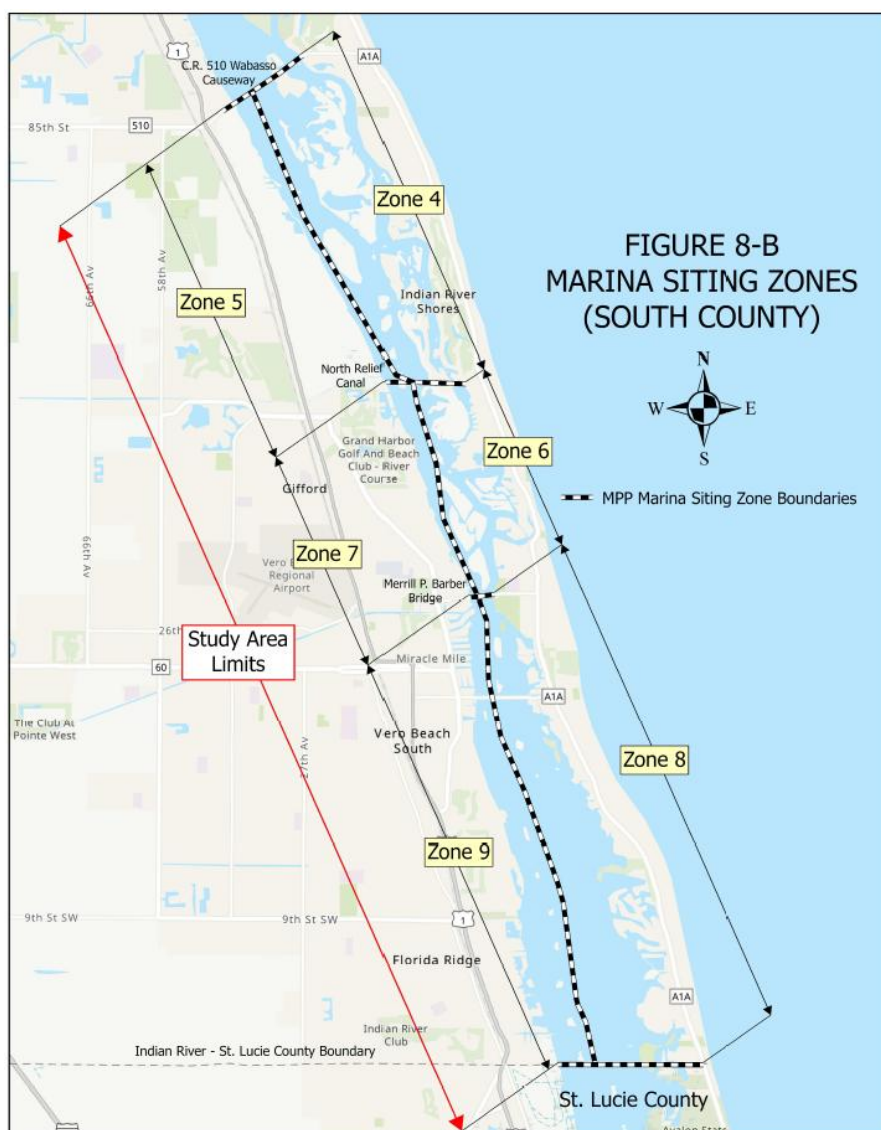 1
C.R. 510 Wabasso
Causeway
A1A
85th St
510
Zone 4
66th Av
58th Av
FIGURE 8-B
MARINA SITING ZONES
(SOUTH COUNTY)
Zone 5
Indian River
Shores
N
W
E
S
North Relief
Canal
Grand Harbor
Golf And Beach
Club - River
Course
Zone 6
Gifford
MPP Marina Siting Zone Boundaries
66th Av
Zone 7
Regional
Airport
Merrill P. Barber
Bridge
26th
Study Area
Limits
60
Miracle Mile
A1A
The Club At
Pointe West
Vero Beach
South
27th Av
Zone 8
Zone 9
9th St SW
9th St SW
1
Florida Ridge
A1A
Indian River
Club
Indian River - St. Lucie County Boundary
St. Lucie County